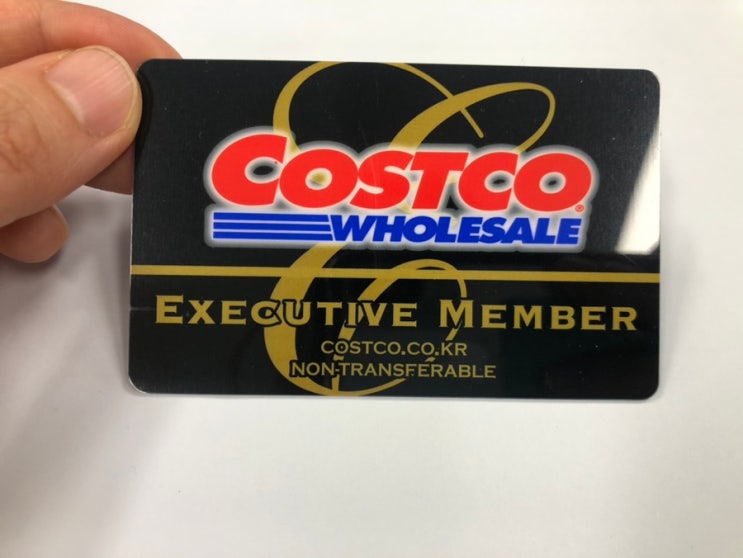 COSTCO
WHOLESALE
EXECUTIVE MEMBER
COSTCO.CO.KR
NON-TRANSFERABLE